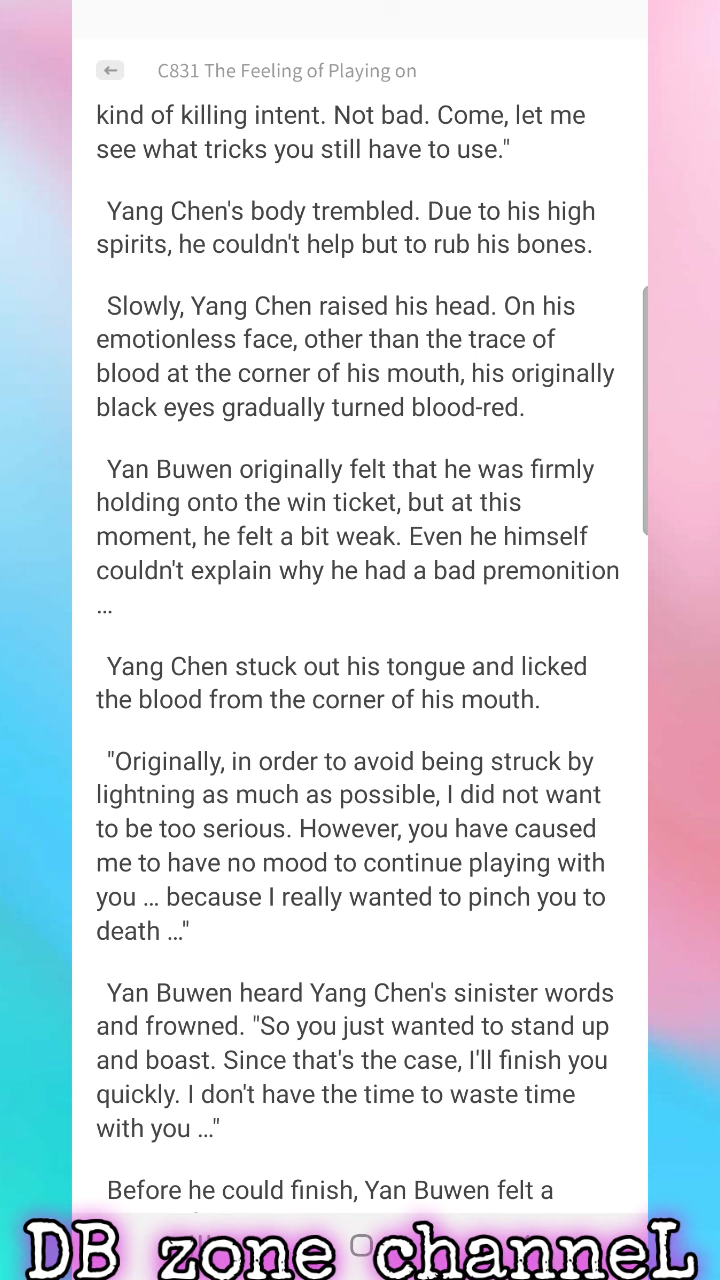 C831 The Feeling of Playing on
kind of killing intent. Not bad. Come, let me
see what tricks you still have to use."
Yang Chen's body trembled. Due to his high
spirits, he couldn't help but to rub his bones.
Slowly, Yang Chen raised his head. On his
emotionless face, other than the trace of
blood at the corner of his mouth, his originally
black eyes gradually turned blood-red.
Yan Buwen originally felt that he was firmly
holding onto the win ticket, but at this
moment, he felt a bit weak. Even he himself
couldn't explain why he had a bad premonition
...
Yang Chen stuck out his tongue and licked
the blood from the corner of his mouth.
"Originally, in order to avoid being struck by
lightning as much as possible, I did not want
to be too serious. However, you have caused
me to have no mood to continue playing with
you ... because I really wanted to pinch you to
death ..."
Yan Buwen heard Yang Chen's sinister words
and frowned. "So you just wanted to stand up
and boast. Since that's the case, I'll finish you
quickly. I don't have the time to waste time
with you ..."
Before he could finish, Yan Buwen felt a
DB zone channeL